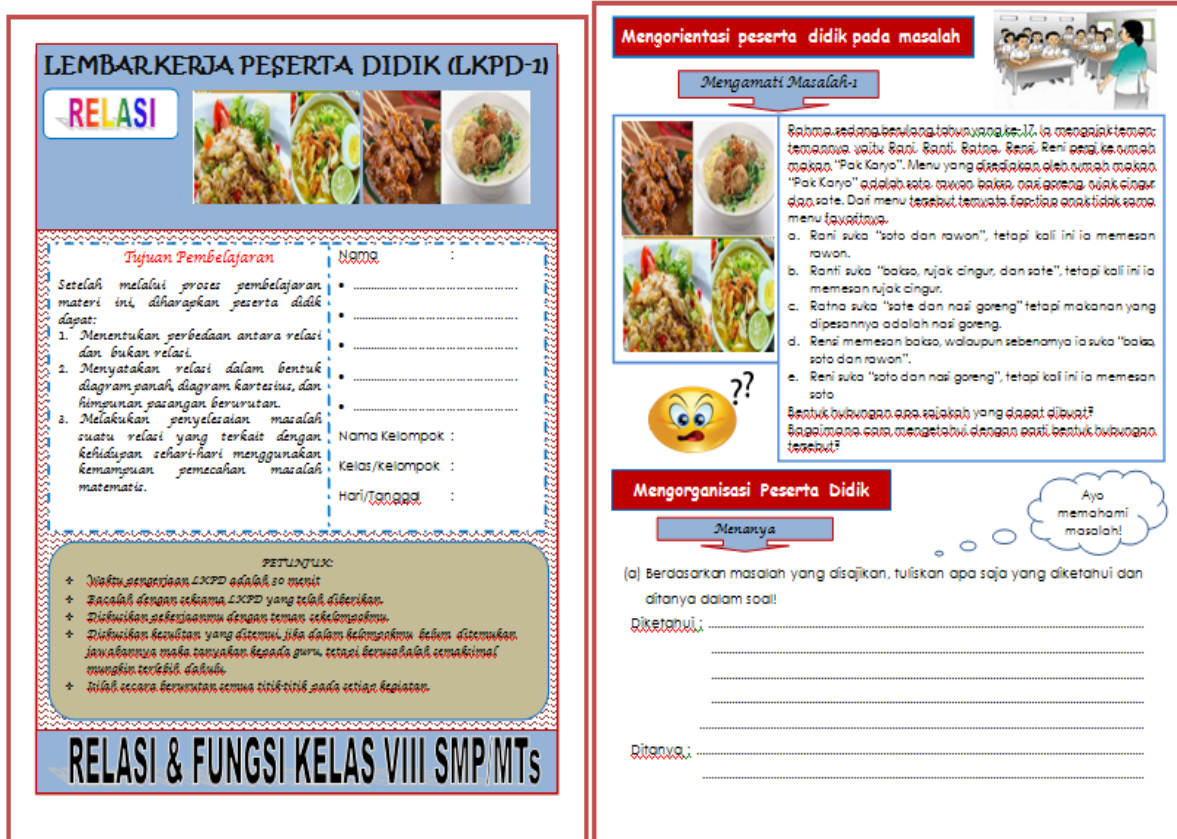 LEMBAR KERJA PESERTA DIDIK (LKPD-1)
RELASI
Tujuan Pembelajaran
Setelah melalui proses pembelajaran
materi ini, diharapkan peserta didik
dapat:
1. Menentukan perbedaan antara relasi
dan bukan relasi.
2. Menyatakan relasi dalam bentuk
diagram panah, diagram kartesius, dan
himpunan pasangan berurutan.
3. Melakukan penyelesaian masalah
suatu relasi yang terkait dengan
kehidupan sehari-hari menggunakan
kemampuan pemecahan masalah
matematis.
Nama :
• ..................................................
• ..................................................
• ..................................................
• ..................................................
• ..................................................
Nama Kelompok :
Kelas/kelompok :
Hari/Tanggal :
PETUNJUK:
❖ Waktu pengerjaan LKPD adalah 50 menit
❖ Bacalah dengan seksama LKPD yang telah diberikan.
❖ Diskusikan pekerjaanmu dengan teman sekelompokmu.
❖ Diskusikan kesulitan yang ditemui, jika dalam kelompokmu belum ditemukan
jawabannya maka tanyakan kepada guru, tetapi berusahalah semaksimal
mungkin terlebih dahulu.
❖ Isilah secara berurutan semua titik-titik pada setiap kegiatan.
RELASI & FUNGSI KELAS VIII SMP/MTs
Mengorientasi peserta didik pada masalah
Mengamati Masalah-1
Rahma sedang berulang tahun yang ke-17. Ia mengajak teman-
temannya yaitu Rani, Ranti, Ratna, Rensi, Reni pergi ke rumah
makan "Pak Karyo". Menu yang disediakan oleh rumah makan
"Pak Karyo" adalah soto, rawon bakso, nasi goreng, rujak cingur
dan sate. Dari menu tersebut ternyata tiap-tiap anak tidak sama
menu favoritnya.
a. Rani suka "soto dan rawon", tetapi kali ini ia memesan
rawon.
b. Ranti suka "bakso, rujak cingur, dan sate", tetapi kali ini ia
memesan rujak cingur.
c. Ratna suka "sate dan nasi goreng" tetapi makanan yang
dipesannya adalah nasi goreng.
d. Rensi memesan bakso, walaupun sebenarnya ia suka "bakso,
soto dan rawon".
e. Reni suka "soto dan nasi goreng", tetapi kali ini ia memesan
soto
Bentuk hubungan apa sajakah yang dapat dibuat?
Bagaimana cara mengetahui dengan pasti bentuk hubungan
tersebut?
??
Mengorganisasi Peserta Didik
Menanya
Ayo
memahami
masalah!
(a) Berdasarkan masalah yang disajikan, tuliskan apa saja yang diketahui dan
ditanya dalam soal!
Diketahui : ..................................................
..................................................
..................................................
..................................................
..................................................
Ditanya : ..................................................
..................................................